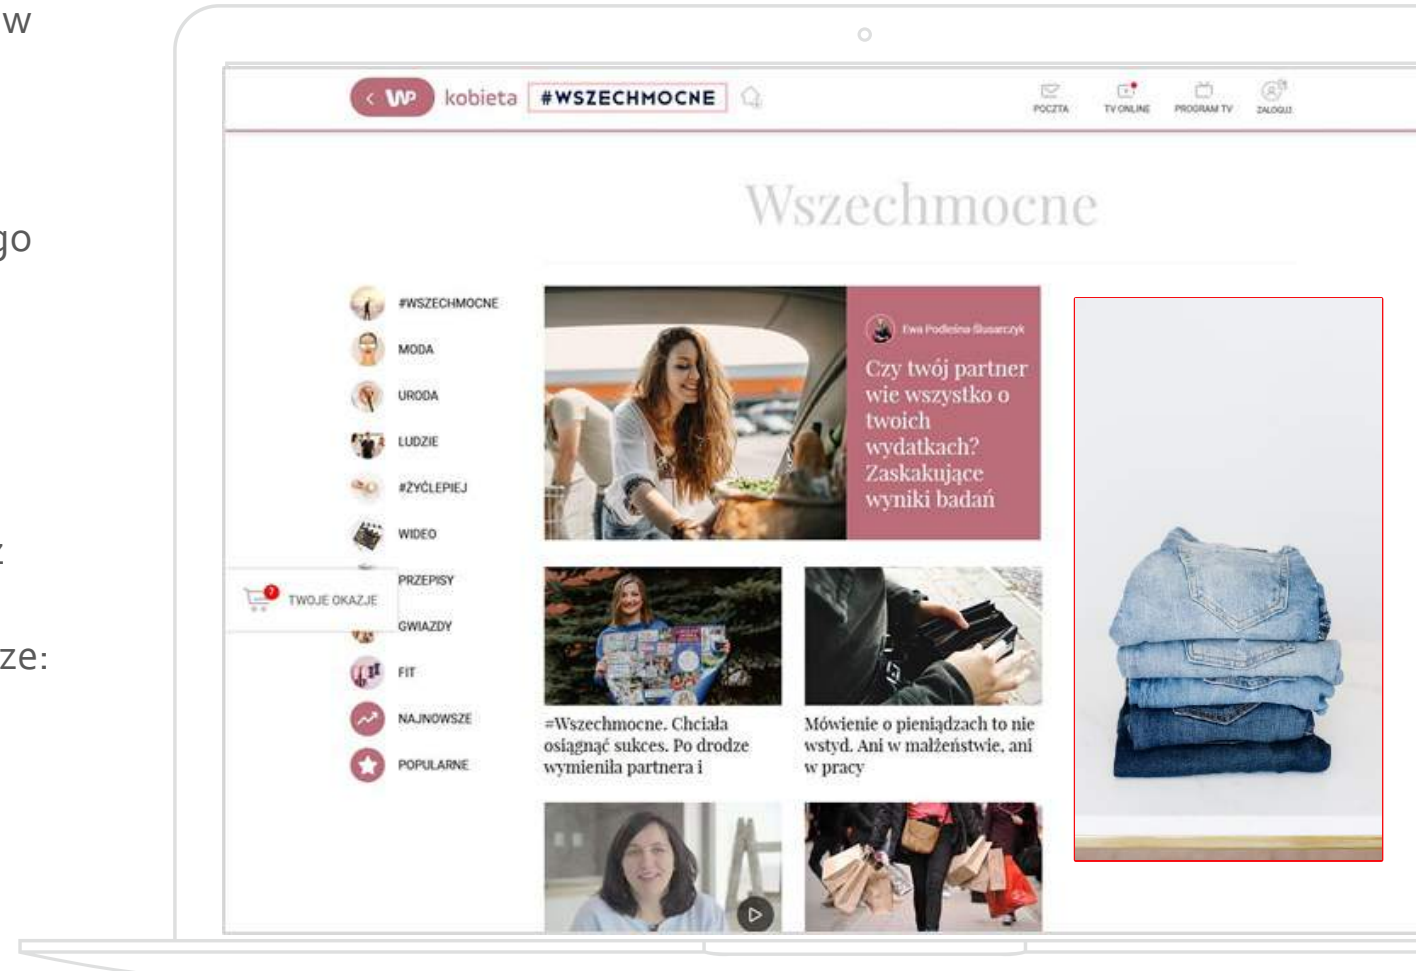 w
go
z
ze:
WP kobieta #WSZECHMOCNE
POCZTA
TV ONLINE
PROGRAM TV
ZALOGUJ
Wszechmocne
#WSZECHMOCNE
MODA
URODA
LUDZIE
#ŻYĆLEPIEJ
WIDEO
PRZEPISY
GWIAZDY
FIT
NAJNOWSZE
POPULARNE
TWOJE OKAZJE
Ewa Podleśna-Ślusarczyk
Czy twój partner
wie wszystko o
twoich
wydatkach?
Zaskakujące
wyniki badań
#Wszechmocne. Chciała
osiągnąć sukces. Po drodze
wymieniła partnera i
Mówienie o pieniądzach to nie
wstyd. Ani w małżeństwie, ani
w pracy